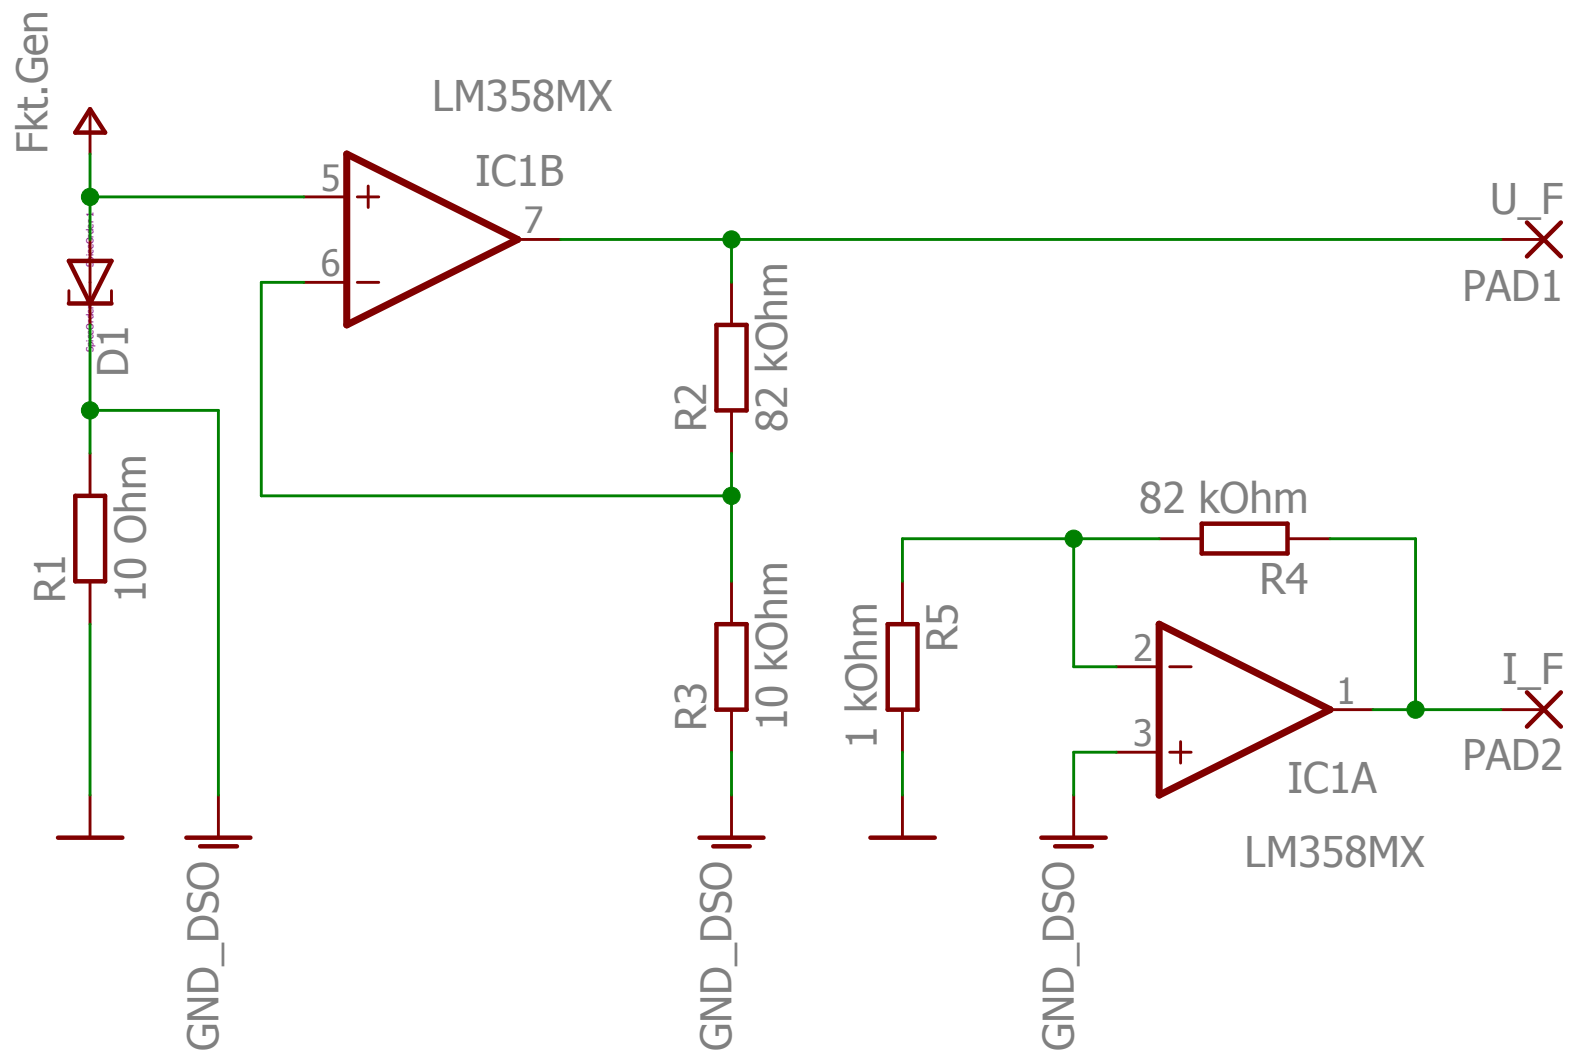 Fkt.Gen
LM358MX
IC1B
5
+
6
−
7
U_F
PAD1
D1
R2
82 kOhm
R1
10 Ohm
R3
10 kOhm
82 kOhm
R4
1 kOhm
R5
2
−
3
+
1
I_F
PAD2
IC1A
LM358MX
GND_DSO
GND_DSO
GND_DSO